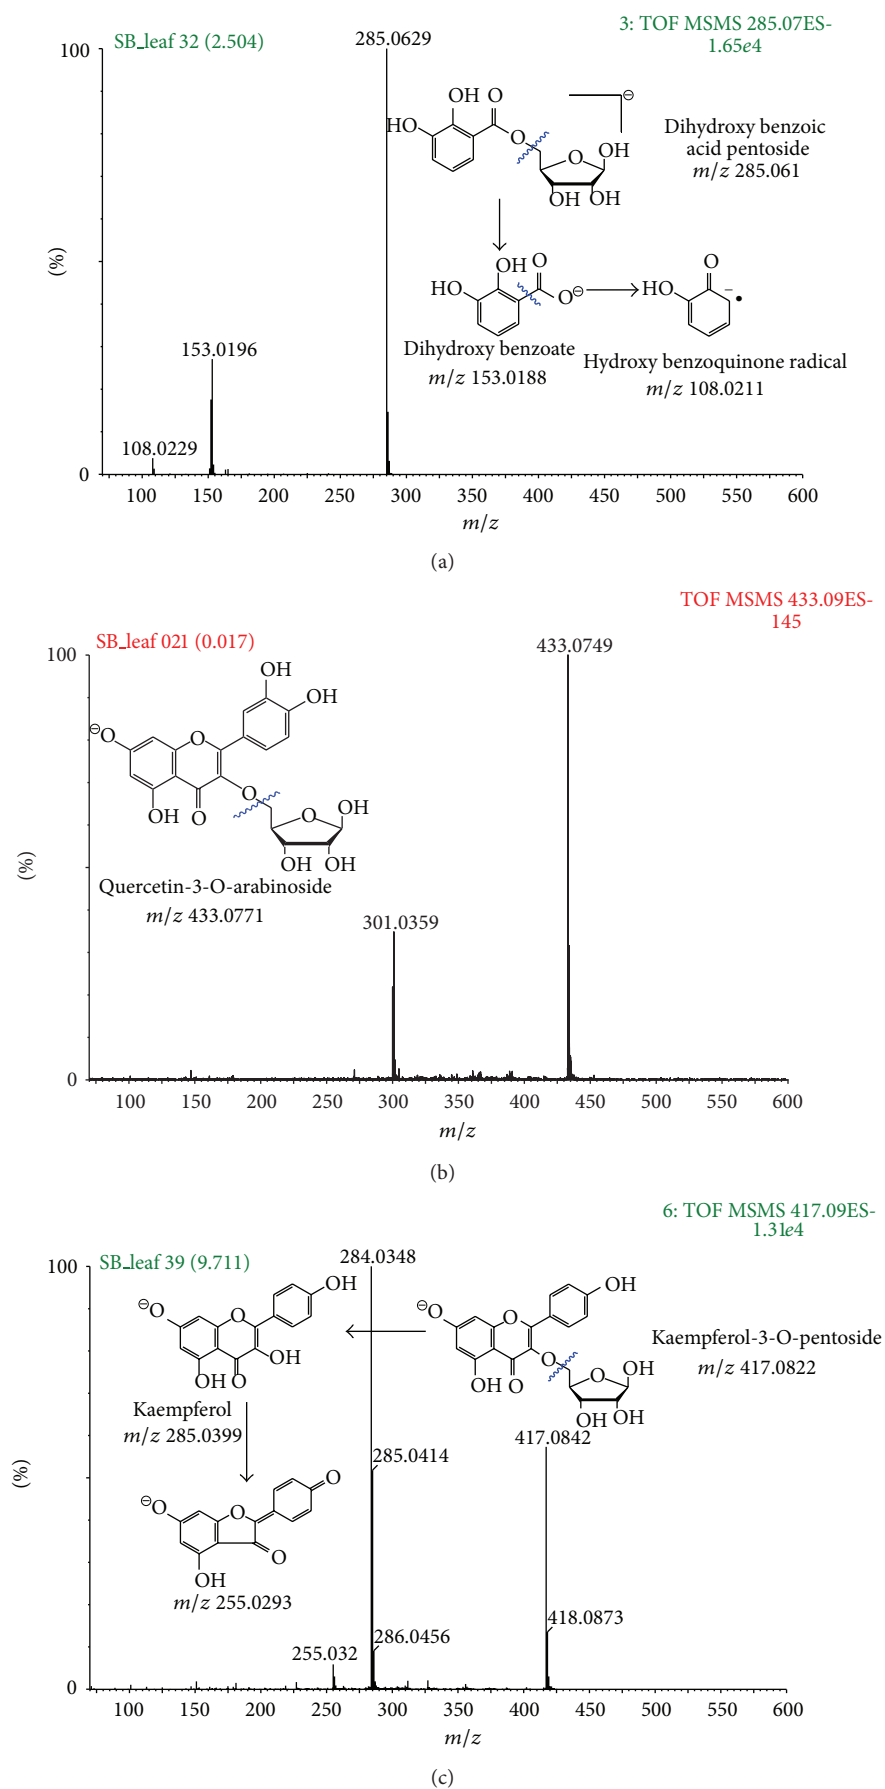 SB_leaf 32 (2.504)
3: TOF MSMS 285.07ES-
1.65e4
100
285.0629
OH
O
HO
O
O
OH
OH
OH
⊖
Dihydroxy benzoic
acid pentoside
m/z 285.061
(%)
OH
O
HO
O⊖
O
HO
−
•
Dihydroxy benzoate
m/z 153.0188
Hydroxy benzoquinone radical
m/z 108.0211
153.0196
108.0229
0
100 150 200 250 300 350 400 450 500 550 600
m/z
(a)
TOF MSMS 433.09ES-
145
SB_leaf 021 (0.017)
100
433.0749
OH
OH
⊖O
O
O
OH
O
O
OH
OH
OH
Quercetin-3-O-arabinoside
m/z 433.0771
(%)
301.0359
0
100 150 200 250 300 350 400 450 500 550 600
m/z
(b)
6: TOF MSMS 417.09ES-
1.31e4
SB_leaf 39 (9.711)
100
284.0348
OH
⊖O
O
OH
OH
O
OH
⊖O
O
O
OH
O
O
OH
OH
OH
Kaempferol-3-O-pentoside
m/z 417.0822
Kaempferol
m/z 285.0399
417.0842
285.0414
(%)
O
⊖O
O
O
OH
m/z 255.0293
286.0456
418.0873
255.032
0
100 150 200 250 300 350 400 450 500 550 600
m/z
(c)